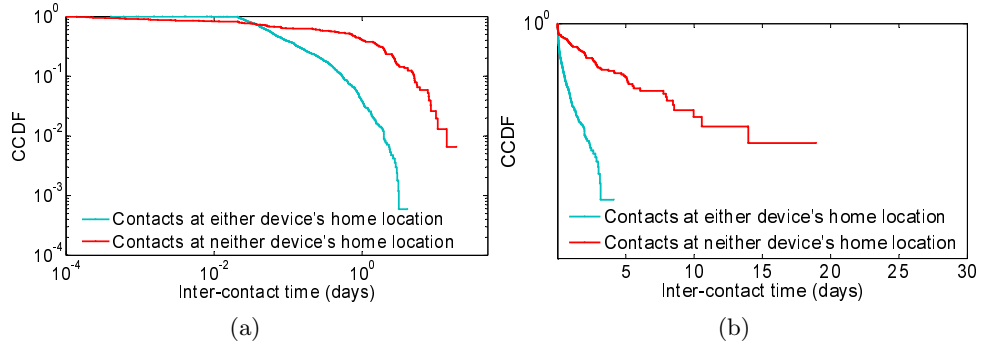 10^0
10^-1
10^-2
10^-3
10^-4
CCDF
Contacts at either device's home location
Contacts at neither device's home location
10^-4
10^-2
10^0
Inter-contact time (days)
(a)
10^0
CCDF
Contacts at either device's home location
Contacts at neither device's home location
5
10
15
20
25
30
Inter-contact time (days)
(b)